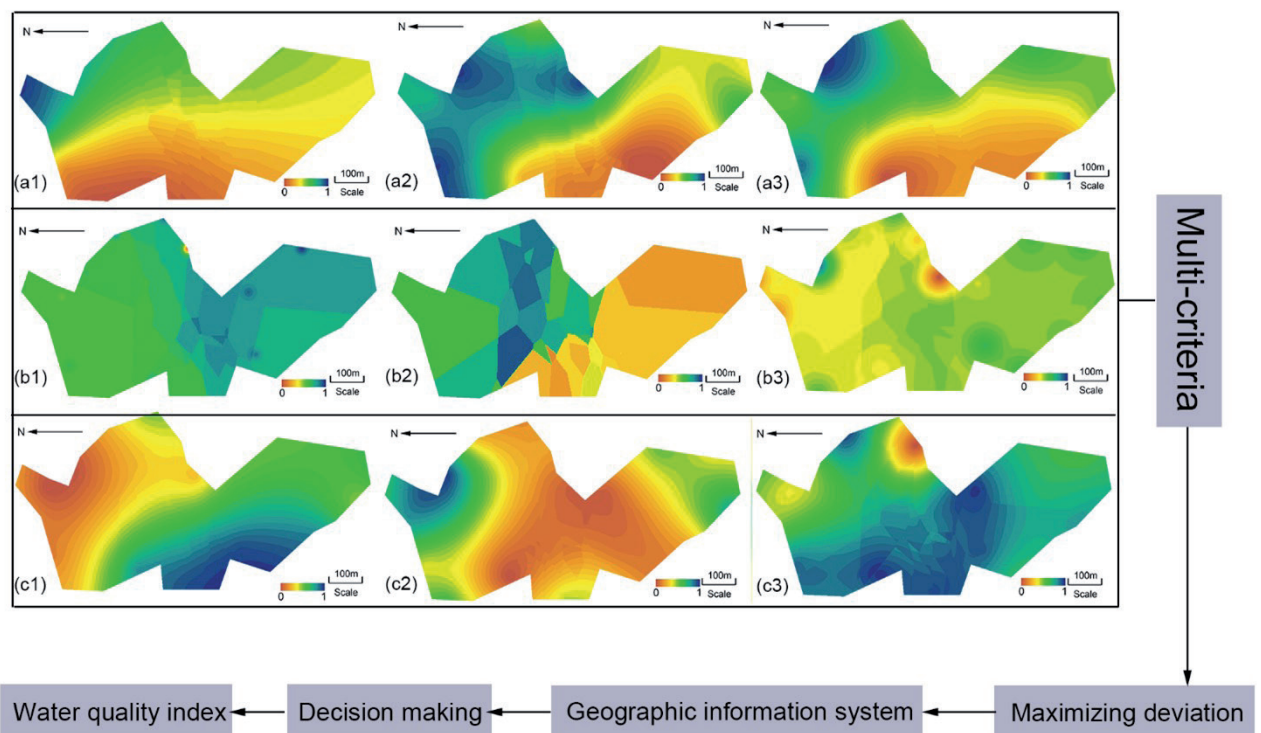 N
(a1)
0 1
100m
Scale
N
(a2)
0 1
100m
Scale
N
(a3)
0 1
100m
Scale
N
(b1)
0 1
100m
Scale
N
(b2)
0 1
100m
Scale
N
(b3)
0 1
100m
Scale
N
(c1)
0 1
100m
Scale
N
(c2)
0 1
100m
Scale
N
(c3)
0 1
100m
Scale
Multi-criteria
Water quality index
Decision making
Geographic information system
Maximizing deviation